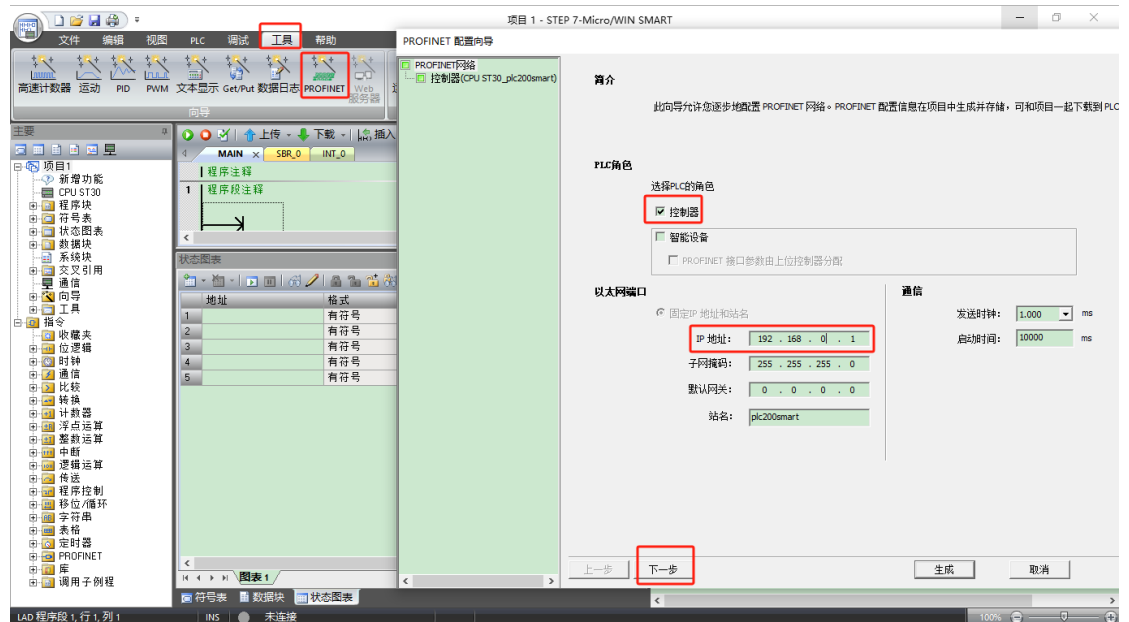 项目 1 - STEP 7-Micro/WIN SMART
文件 编辑 视图 PLC 调试 工具 帮助
高速计数器 运动 PID PWM 文本显示 Get/Put 数据日志 PROFINET Web服务器
向导
主要
上传 下载 插入
MAIN SBR_0 INT_0
程序注释
1 程序段注释
项目1
新增功能
CPU ST30
程序块
符号表
状态图表
数据块
系统块
交叉引用
通信
向导
工具
指令
收藏夹
位逻辑
时钟
通信
比较
转换
计数器
浮点运算
整数运算
中断
逻辑运算
传送
程序控制
移位/循环
字符串
表格
定时器
PROFINET
库
调用子例程
状态图表
地址 格式
1 有符号
2 有符号
3 有符号
4 有符号
5 有符号
图表 1
符号表 数据块 状态图表
LAD 程序段 1, 行 1, 列 1 INS 未连接 100%
PROFINET 配置向导
PROFINET网络
控制器(CPU ST30_plc200smart)
简介
此向导允许您逐步地配置 PROFINET 网络。PROFINET 配置信息在项目中生成并存储，可和项目一起下载到 PLC
PLC角色
选择PLC的角色
控制器
智能设备
PROFINET 接口参数由上位控制器分配
以太网端口
固定IP 地址和站名
IP 地址: 192 . 168 . 0 . 1
子网掩码: 255 . 255 . 255 . 0
默认网关: 0 . 0 . 0 . 0
站名: plc200smart
通信
发送时钟: 1.000 ms
启动时间: 10000 ms
上一步 下一步 生成 取消